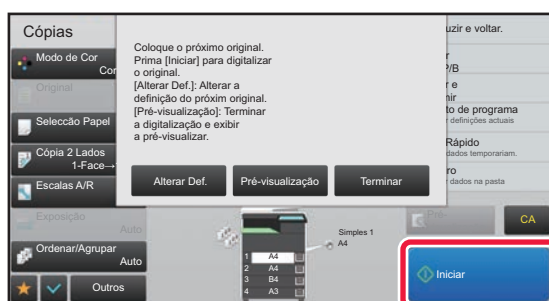 Cópias
Modo de Cor
Cor
Original
Selecção Papel
Cópia 2 Lados
1-Face→
Escalas A/R
Exposição
Auto
Ordenar/Agrupar
Auto
Outros
Coloque o próximo original.
Prima [Iniciar] para digitalizar
o original.
[Alterar Def.]: Alterar a
definição do próxim original.
[Pré-visualização]: Terminar
a digitalização e exibir
a pré-visualizar.
Alterar Def.
Pré-visualização
Terminar
Simples 1
A4
1 A4
2 A4
3 B4
4 A3
uzir e voltar.
r
P/B
r e
nir
to de programa
r definições actuais
Rápido
dados temporariam.
ro
r dados na pasta
Pré-
CA
Iniciar